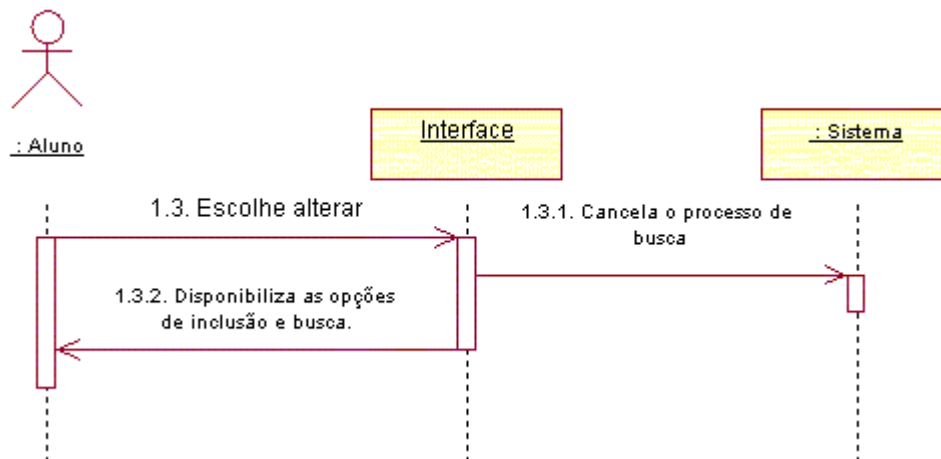 : Aluno
Interface
: Sistema
1.3. Escolhe alterar
1.3.1. Cancela o processo de
busca
1.3.2. Disponibiliza as opções
de inclusão e busca.